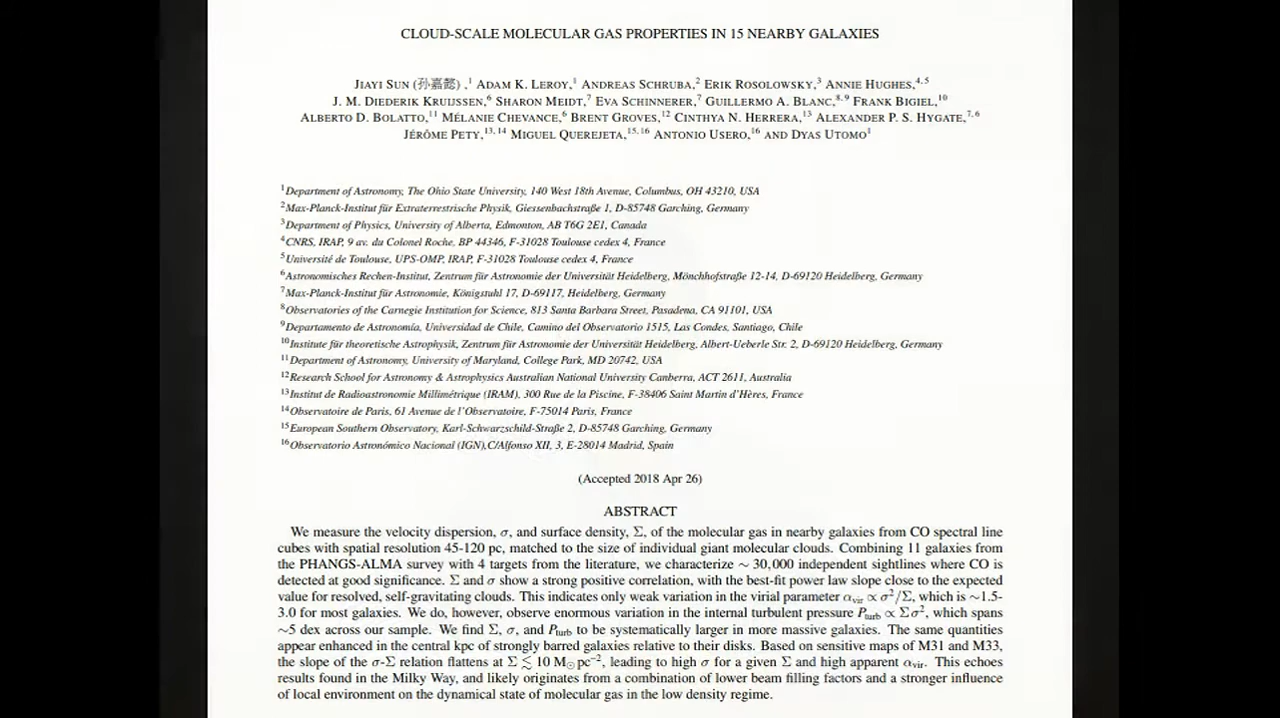 CLOUD-SCALE MOLECULAR GAS PROPERTIES IN 15 NEARBY GALAXIES
JIAYI SUN (孙嘉懿) ,1 ADAM K. LEROY,1 ANDREAS SCHRUBA,2 ERIK ROSOLOWSKY,3 ANNIE HUGHES,4,5
J. M. DIEDERIK KRUIJSSEN,6 SHARON MEIDT,7 EVA SCHINNERER,7 GUILLERMO A. BLANC,8,9 FRANK BIGIEL,10
ALBERTO D. BOLATTO,11 MÉLANIE CHEVANCE,6 BRENT GROVES,12 CINTHYA N. HERRERA,13 ALEXANDER P. S. HYGATE,7,6
JÉRÔME PETY,13,14 MIGUEL QUEREJETA,15,16 ANTONIO USERO,16 AND DYAS UTOMO1
1Department of Astronomy, The Ohio State University, 140 West 18th Avenue, Columbus, OH 43210, USA
2Max-Planck-Institut für Extraterrestrische Physik, Giessenbachstraße 1, D-85748 Garching, Germany
3Department of Physics, University of Alberta, Edmonton, AB T6G 2E1, Canada
4CNRS, IRAP, 9 av. du Colonel Roche, BP 44346, F-31028 Toulouse cedex 4, France
5Université de Toulouse, UPS-OMP, IRAP, F-31028 Toulouse cedex 4, France
6Astronomisches Rechen-Institut, Zentrum für Astronomie der Universität Heidelberg, Mönchhofstraße 12-14, D-69120 Heidelberg, Germany
7Max-Planck-Institut für Astronomie, Königstuhl 17, D-69117, Heidelberg, Germany
8Observatories of the Carnegie Institution for Science, 813 Santa Barbara Street, Pasadena, CA 91101, USA
9Departamento de Astronomía, Universidad de Chile, Camino del Observatorio 1515, Las Condes, Santiago, Chile
10Institute für theoretische Astrophysik, Zentrum für Astronomie der Universität Heidelberg, Albert-Ueberle Str. 2, D-69120 Heidelberg, Germany
11Department of Astronomy, University of Maryland, College Park, MD 20742, USA
12Research School for Astronomy & Astrophysics Australian National University Canberra, ACT 2611, Australia
13Institut de Radioastronomie Millimétrique (IRAM), 300 Rue de la Piscine, F-38406 Saint Martin d'Hères, France
14Observatoire de Paris, 61 Avenue de l'Observatoire, F-75014 Paris, France
15European Southern Observatory, Karl-Schwarzschild-Straße 2, D-85748 Garching, Germany
16Observatorio Astronómico Nacional (IGN),C/Alfonso XII, 3, E-28014 Madrid, Spain
(Accepted 2018 Apr 26)
ABSTRACT
We measure the velocity dispersion, σ, and surface density, Σ, of the molecular gas in nearby galaxies from CO spectral line
cubes with spatial resolution 45-120 pc, matched to the size of individual giant molecular clouds. Combining 11 galaxies from
the PHANGS-ALMA survey with 4 targets from the literature, we characterize ∼ 30,000 independent sightlines where CO is
detected at good significance. Σ and σ show a strong positive correlation, with the best-fit power law slope close to the expected
value for resolved, self-gravitating clouds. This indicates only weak variation in the virial parameter αvir ∝ σ2/Σ, which is ∼1.5-
3.0 for most galaxies. We do, however, observe enormous variation in the internal turbulent pressure Pturb ∝ Σσ2, which spans
∼5 dex across our sample. We find Σ, σ, and Pturb to be systematically larger in more massive galaxies. The same quantities
appear enhanced in the central kpc of strongly barred galaxies relative to their disks. Based on sensitive maps of M31 and M33,
the slope of the σ-Σ relation flattens at Σ ≲ 10 M⊙ pc−2, leading to high σ for a given Σ and high apparent αvir. This echoes
results found in the Milky Way, and likely originates from a combination of lower beam filling factors and a stronger influence
of local environment on the dynamical state of molecular gas in the low density regime.